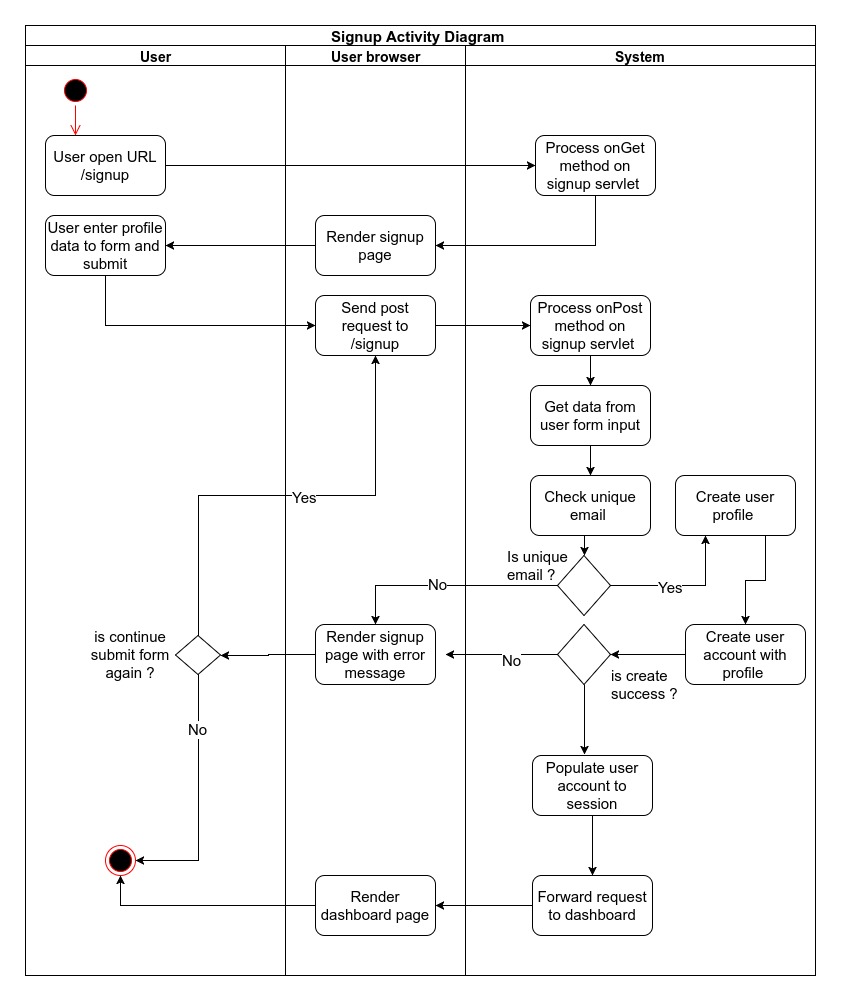 Signup Activity Diagram
User
User browser
System
User open URL
/signup
Process onGet
method on
signup servlet
User enter profile
data to form and
submit
Render signup
page
Send post
request to
/signup
Process onPost
method on
signup servlet
Get data from
user form input
Check unique
email
Create user
profile
Yes
Is unique
email ?
No
Yes
is continue
submit form
again ?
Render signup
page with error
message
No
Create user
account with
profile
is create
success ?
No
Populate user
account to
session
Render
dashboard page
Forward request
to dashboard